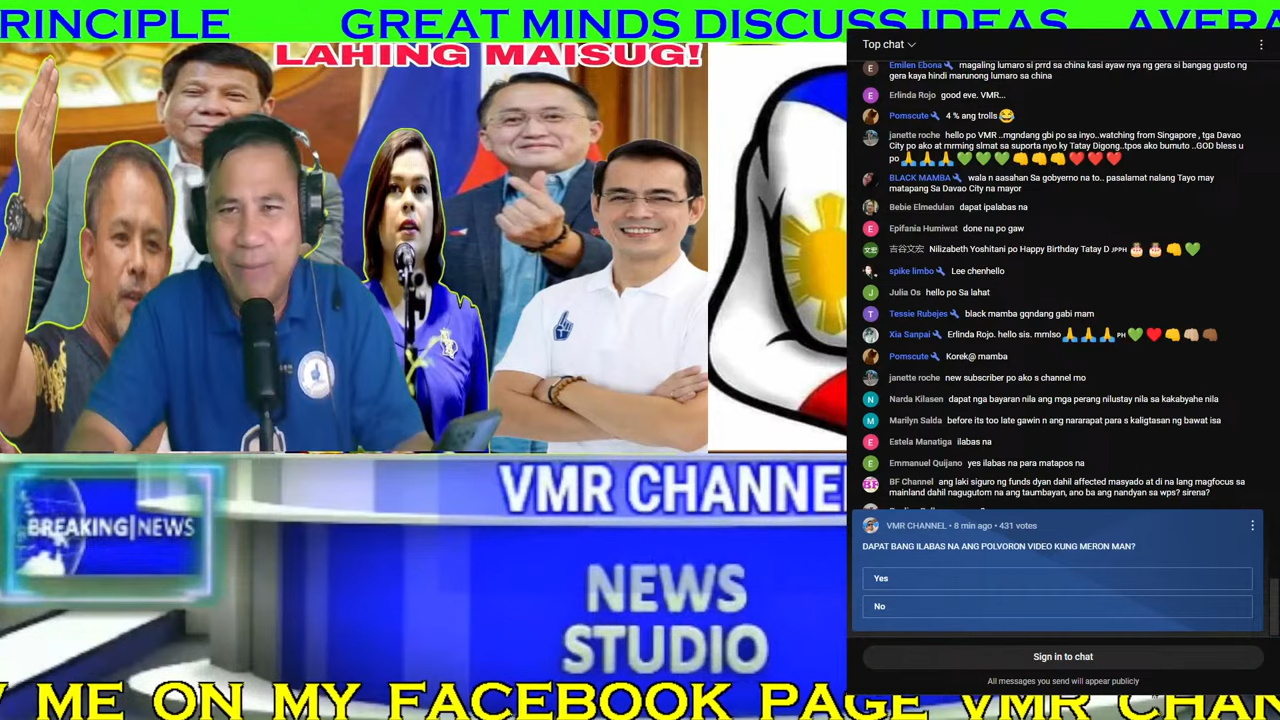 RINCIPLE GREAT MINDS DISCUSS IDEAS AVERA
LAHING MAISUG!
VMR CHANNE
BREAKING|NEWS
NEWS
STUDIO
Y ME ON MY FACEBOOK PAGE VMR CHAN
Top chat
Emilen Ebona magaling lumaro si prrd sa china kasi ayaw nya ng gera si bangag gusto ng
gera kaya hindi marunong lumaro sa china
E Erlinda Rojo good eve. VMR...
Pomscute 4 % ang trolls😂
janette roche hello po VMR ..mgndang gbi po sa inyo..watching from Singapore , tga Davao
City po ako at mrming slmat sa suporta nyo ky Tatay Digong..tpos ako bumuto ..GOD bless u
po🙏🙏🙏💚💚💚👊👊👊❤️❤️❤️
BLACK MAMBA wala n aasahan Sa gobyerno na to.. pasalamat nalang Tayo may
matapang Sa Davao City na mayor
Bebie Elmedulan dapat ipalabas na
E Epifania Humiwat done na po gaw
文宏 吉谷文宏 Nilizabeth Yoshitani po Happy Birthday Tatay D JPPH🎂🎂👊💚
spike limbo Lee chenhello
J Julia Os hello po Sa lahat
T Tessie Rubejes black mamba gqndang gabi mam
Xia Sanpai Erlinda Rojo. hello sis. mmlso🙏🙏🙏PH💚❤️👊👊🏼👊🏾
Pomscute Korek@ mamba
janette roche new subscriber po ako s channel mo
N Narda Kilasen dapat nga bayaran nila ang mga perang nilustay nila sa kakabyahe nila
M Marilyn Salda before its too late gawin n ang nararapat para s kaligtasan ng bawat isa
E Estela Manatiga ilabas na
E Emmanuel Quijano yes ilabas na para matapos na
BF BF Channel ang laki siguro ng funds dyan dahil affected masyado at di na lang magfocus sa
mainland dahil nagugutom na ang taumbayan, ano ba ang nandyan sa wps? sirena?
VMR CHANNEL • 8 min ago • 431 votes
DAPAT BANG ILABAS NA ANG POLVORON VIDEO KUNG MERON MAN?
Yes
No
Sign in to chat
All messages you send will appear publicly